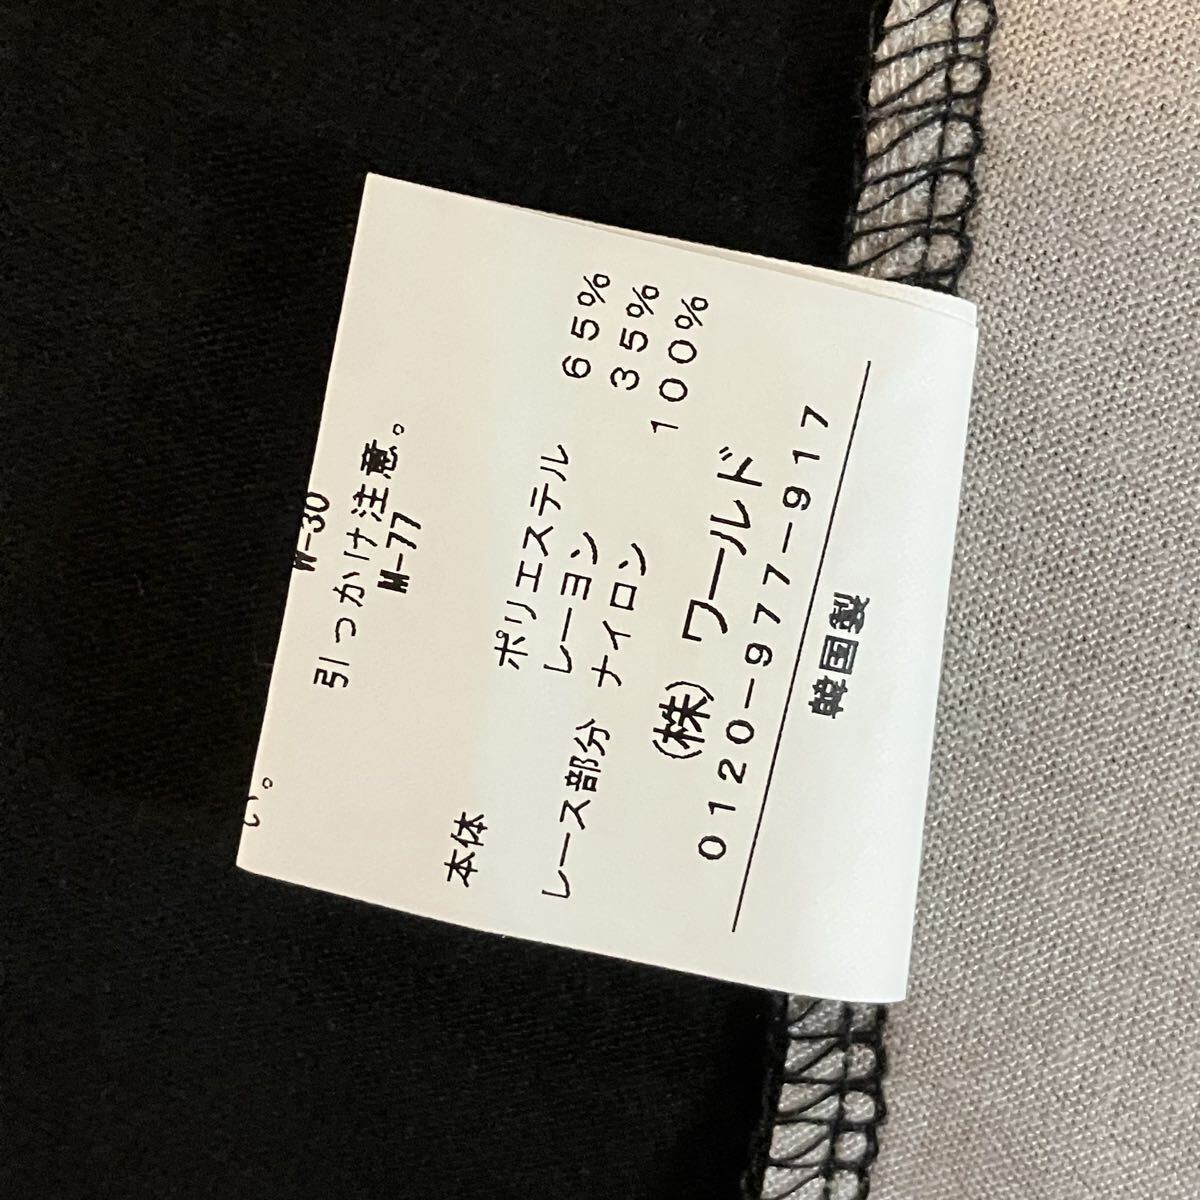 い。
W-30
引っかけ注意。
M-77
本体
ポリエステル 65%
レーヨン 35%
レース部分 ナイロン 100%
(株) ワールド
0120-977-917
韓国製